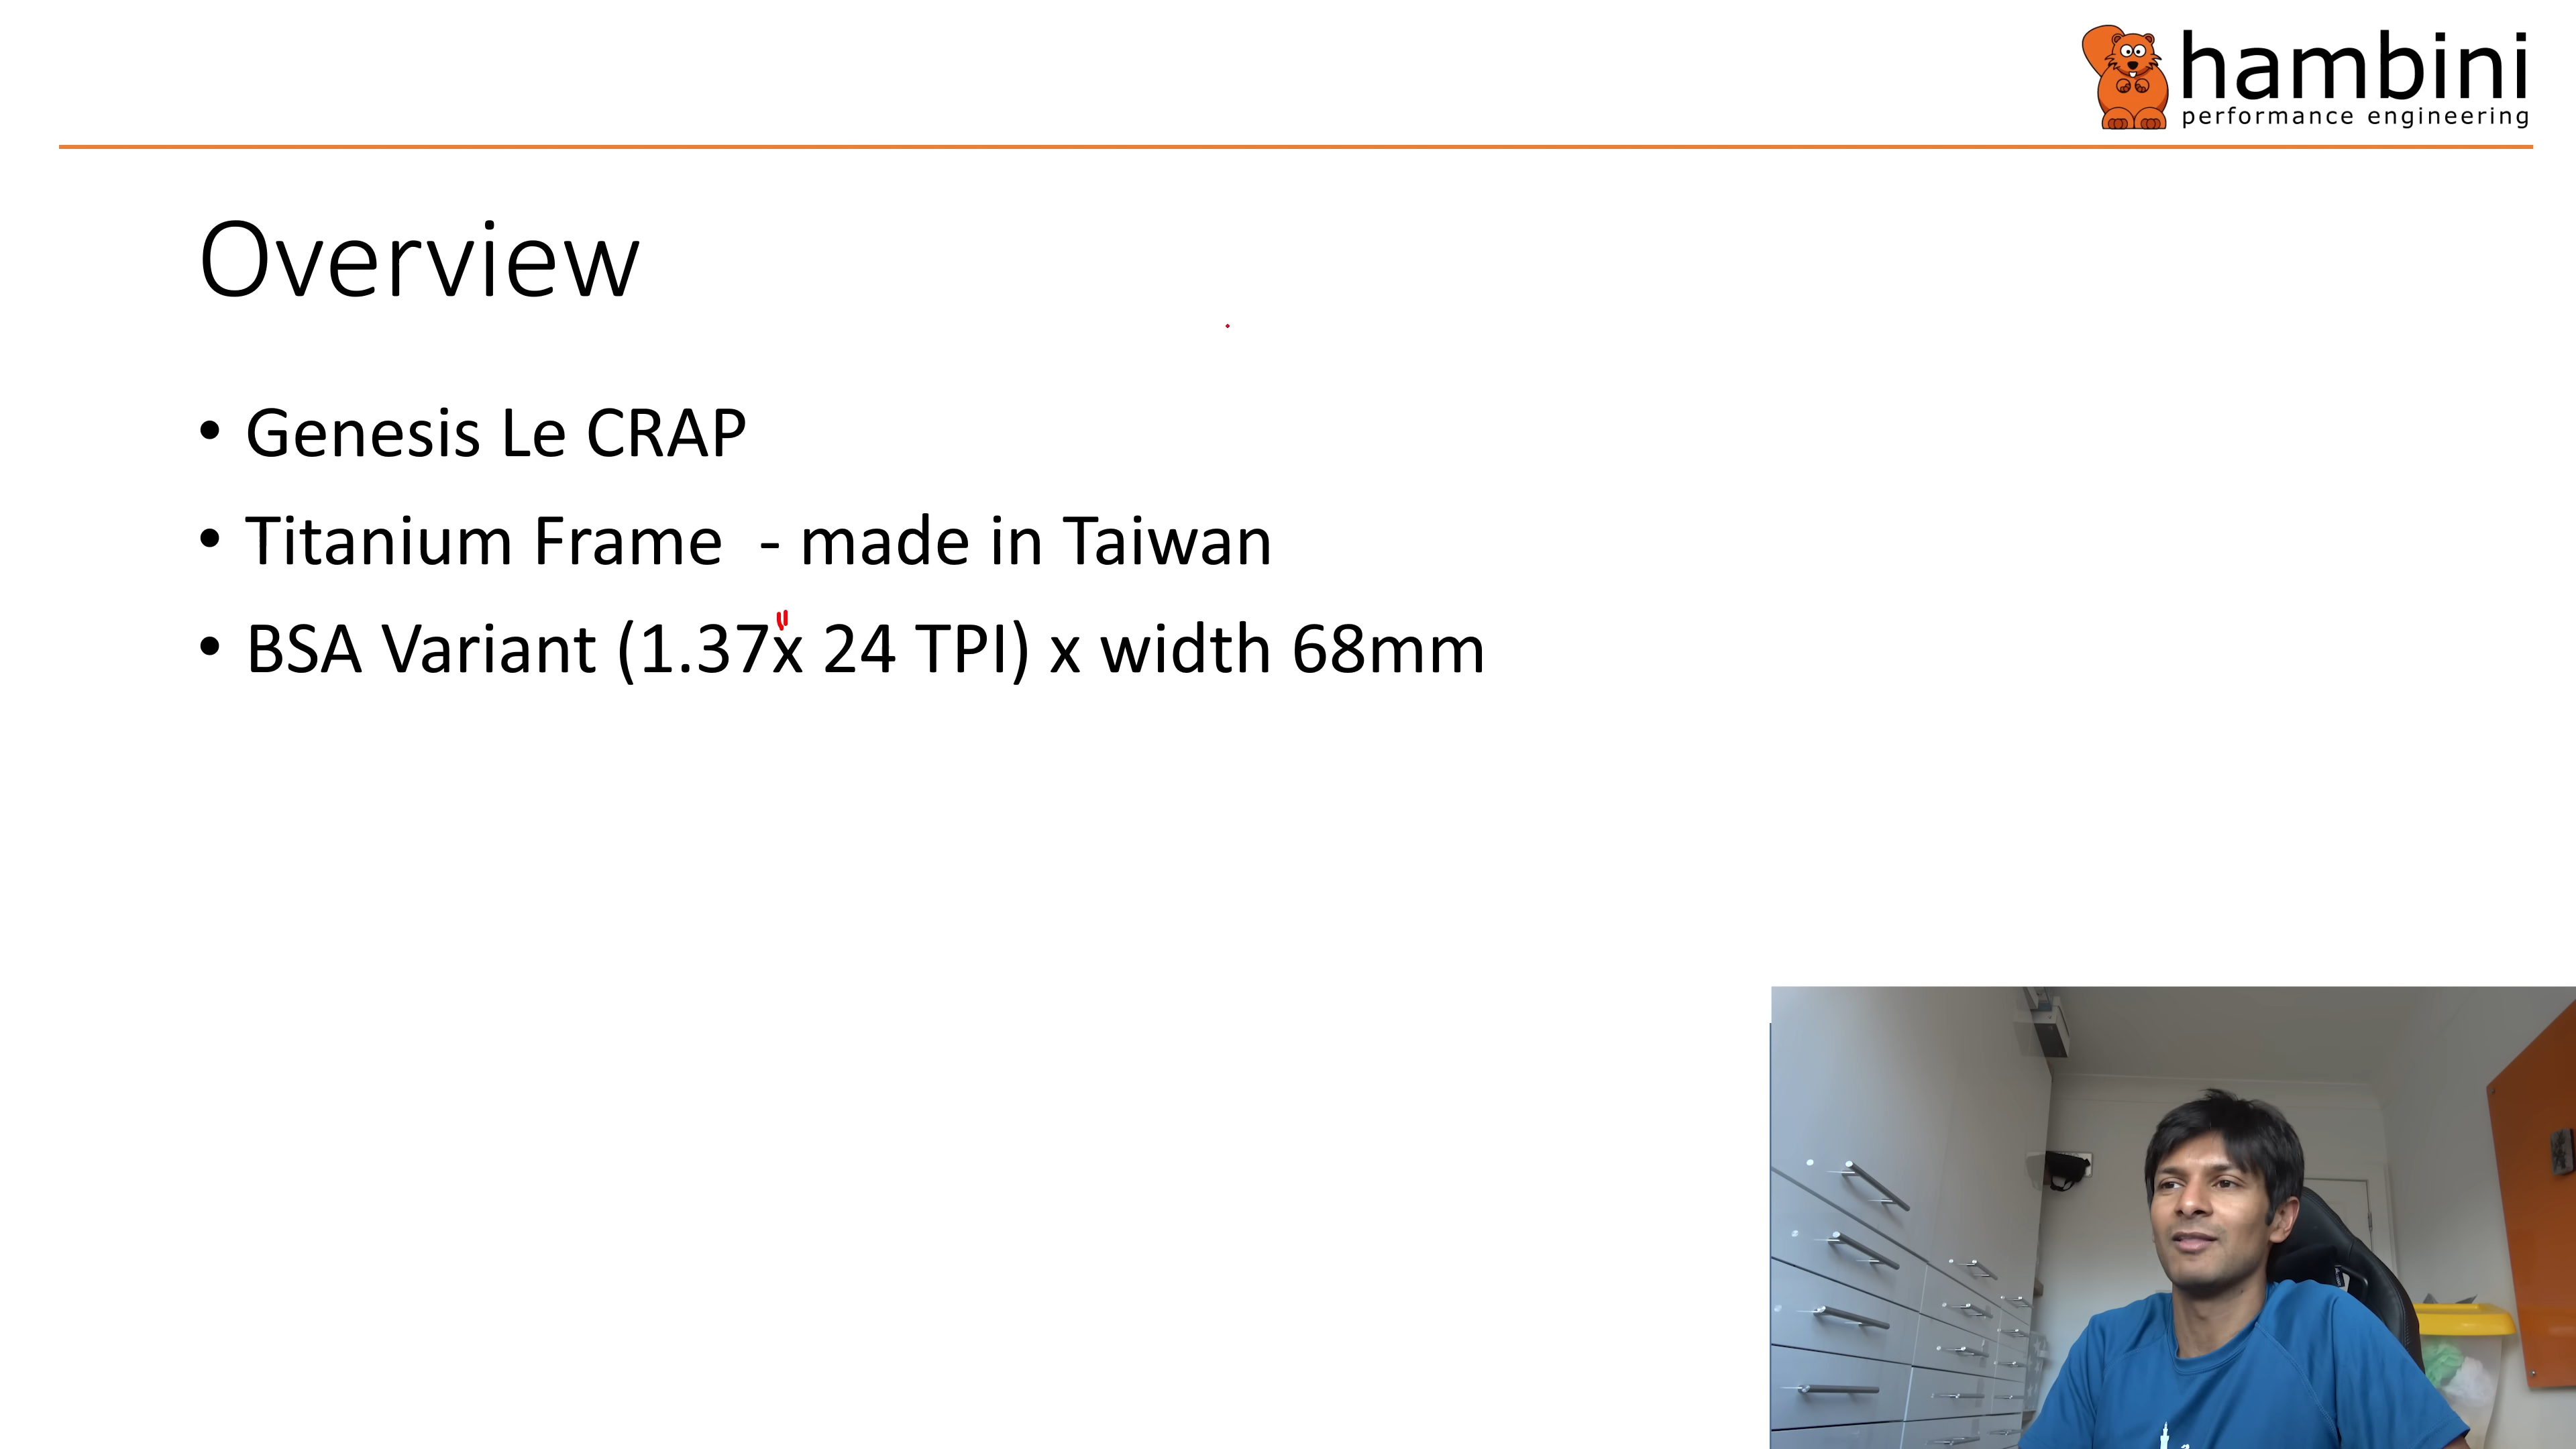 hambini
performance engineering
Overview
• Genesis Le CRAP
• Titanium Frame - made in Taiwan
• BSA Variant (1.37"x 24 TPI) x width 68mm